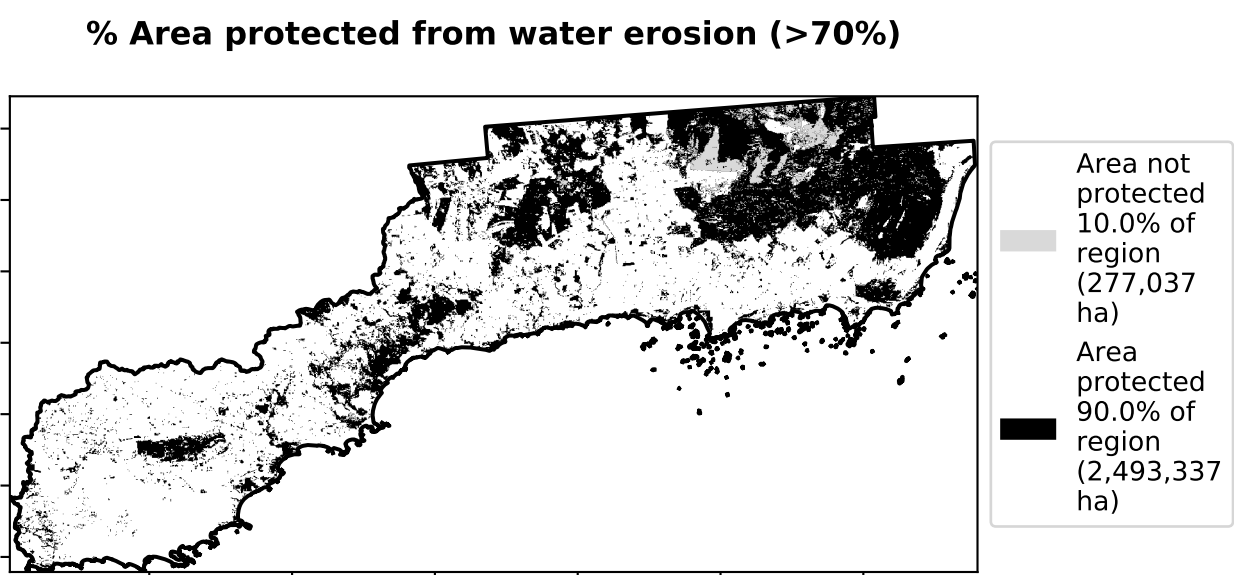 % Area protected from water erosion (>70%)
Area not
protected
10.0% of
region
(277,037
ha)
Area
protected
90.0% of
region
(2,493,337
ha)